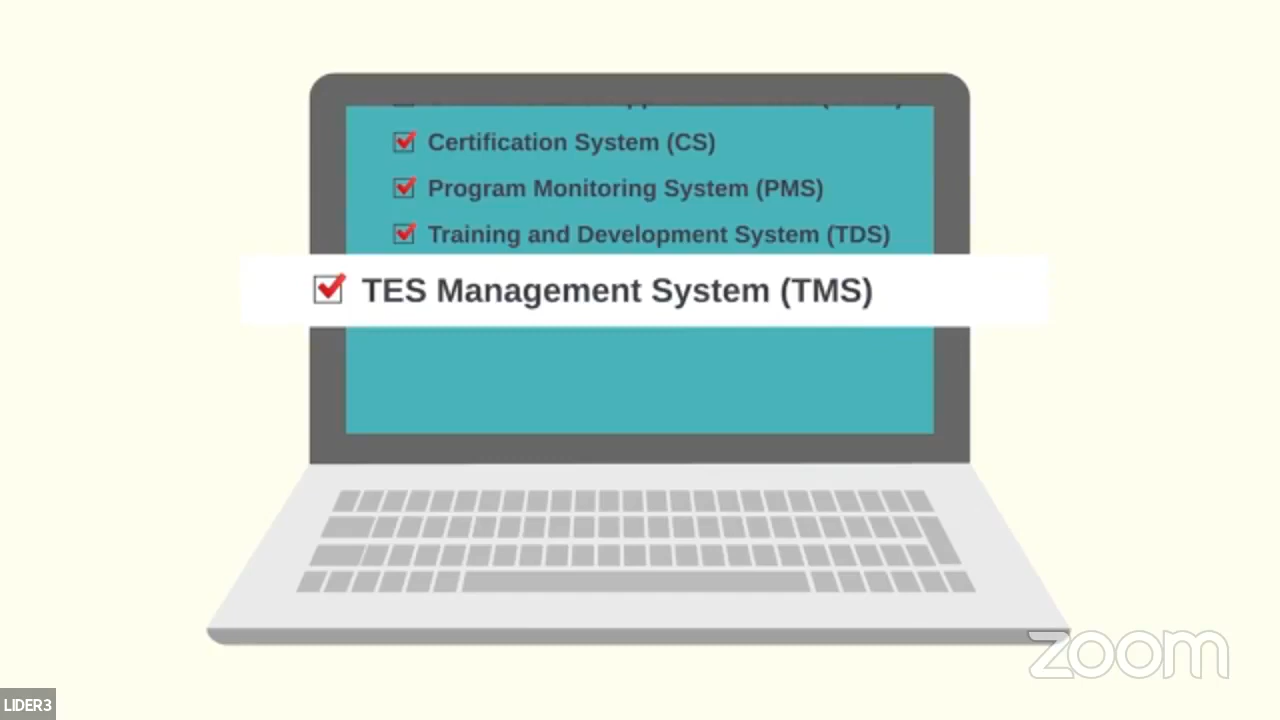 Certification System (CS)
Program Monitoring System (PMS)
Training and Development System (TDS)
TES Management System (TMS)
zoom
LIDER3